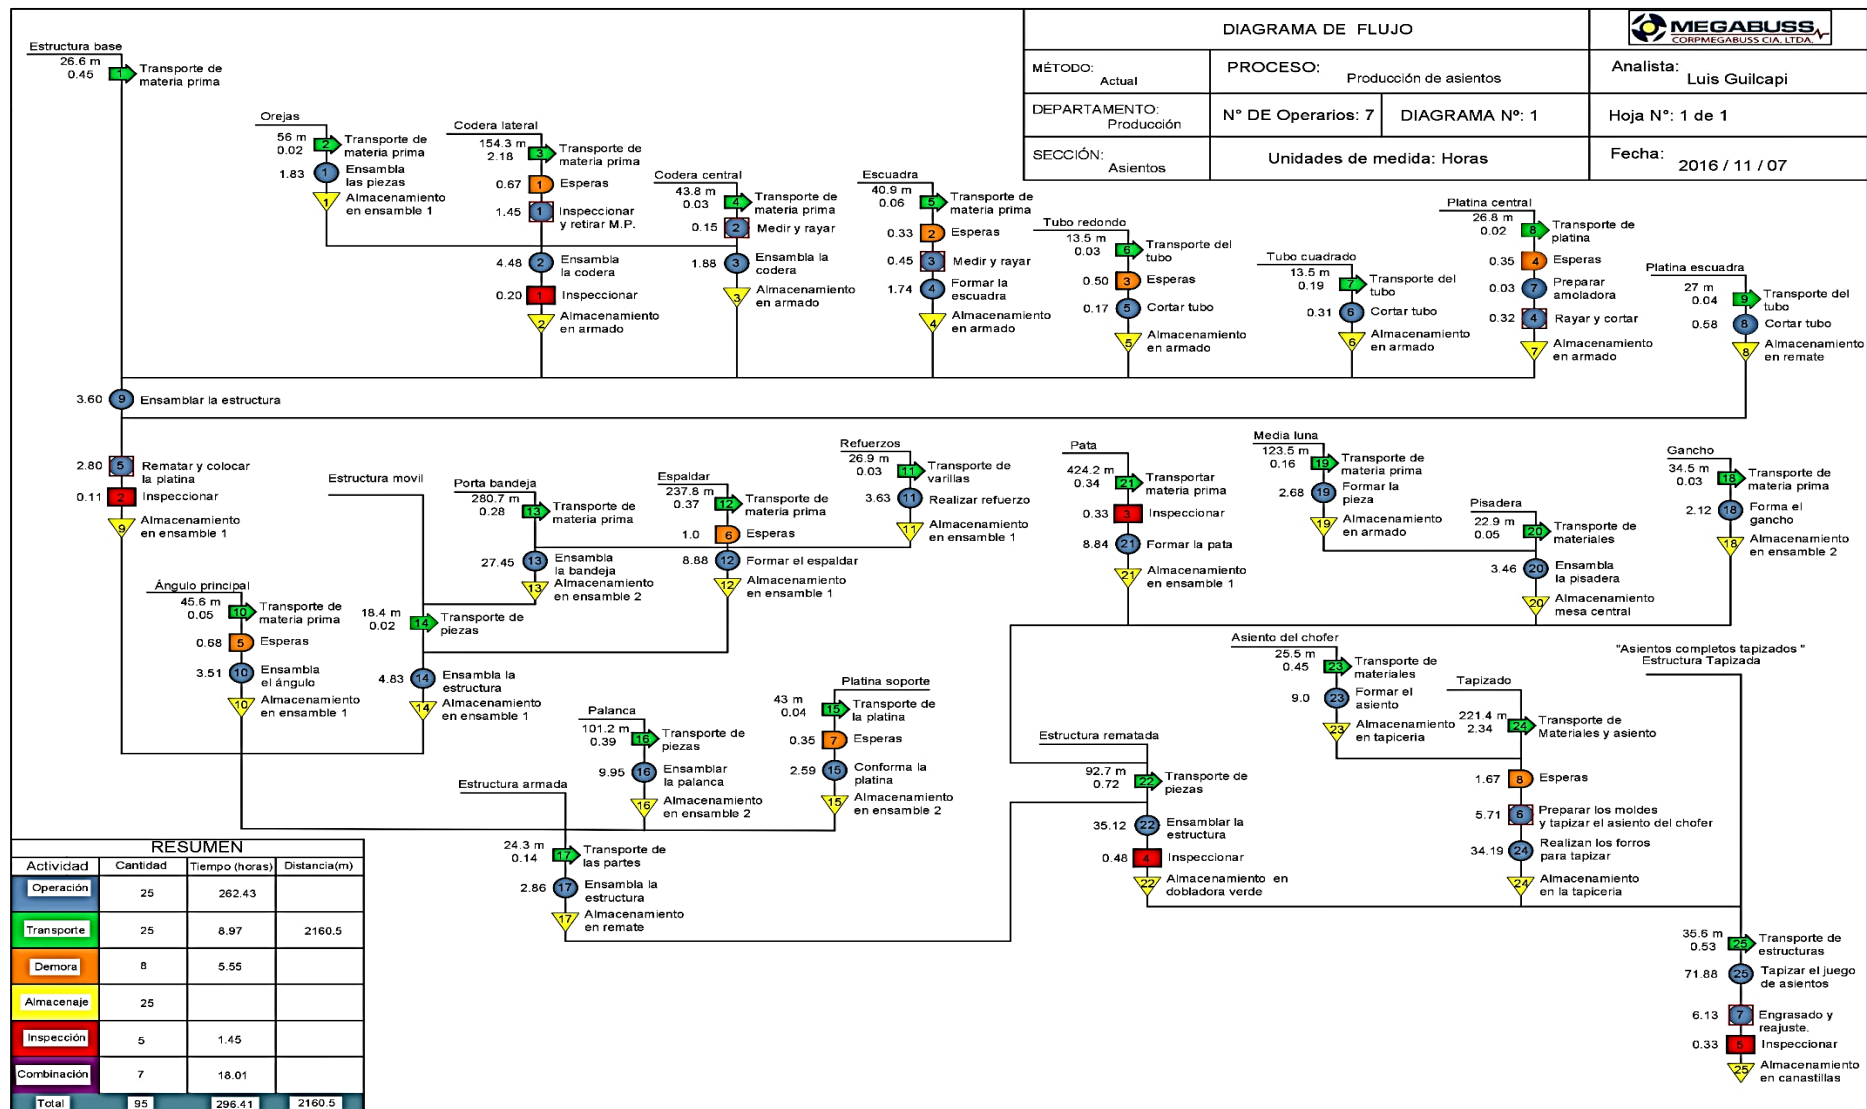 DIAGRAMA DE FLUJO
MEGABUSS
CORPMEGABUSS CIA. LTDA.
MÉTODO:
Actual
PROCESO:
Producción de asientos
Analista:
Luis Guilcapi
DEPARTAMENTO:
Producción
N° DE Operarios: 7
DIAGRAMA Nº: 1
Hoja N°: 1 de 1
SECCIÓN:
Asientos
Unidades de medida: Horas
Fecha:
2016 / 11 / 07
Estructura base
26.6 m
0.45
1
Transporte de
materia prima
Orejas
56 m
0.02
2
Transporte de
materia prima
1.83
1
Ensambla
las piezas
1
Almacenamiento
en ensamble 1
Codera lateral
154.3 m
2.18
3
Transporte de
materia prima
0.67
1
Esperas
1.45
1
Inspeccionar
y retirar M.P.
4.48
2
Ensambla
la codera
0.20
1
Inspeccionar
2
Almacenamiento
en armado
Codera central
43.8 m
0.03
4
Transporte de
materia prima
0.15
2
Medir y rayar
1.88
3
Ensambla la
codera
3
Almacenamiento
en armado
Escuadra
40.9 m
0.06
5
Transporte de
materia prima
0.33
2
Esperas
0.45
3
Medir y rayar
1.74
4
Formar la
escuadra
4
Almacenamiento
en armado
Tubo redondo
13.5 m
0.03
6
Transporte del
tubo
0.50
3
Esperas
0.17
5
Cortar tubo
5
Almacenamiento
en armado
Tubo cuadrado
13.5 m
0.19
7
Transporte del
tubo
0.31
6
Cortar tubo
6
Almacenamiento
en armado
Platina central
26.8 m
0.02
8
Transporte de
platina
0.35
4
Esperas
0.03
7
Preparar
amoladora
0.32
4
Rayar y cortar
7
Almacenamiento
en armado
Platina escuadra
27 m
0.04
9
Transporte del
tubo
0.58
8
Cortar tubo
8
Almacenamiento
en remate
3.60
9
Ensamblar la estructura
2.80
5
Rematar y colocar
la platina
0.11
2
Inspeccionar
9
Almacenamiento
en ensamble 1
Ángulo principal
45.6 m
0.05
10
Transporte de
materia prima
0.68
5
Esperas
3.51
10
Ensambla
el ángulo
10
Almacenamiento
en ensamble 1
Estructura movil
18.4 m
0.02
14
Transporte de
piezas
4.83
14
Ensambla la
estructura
14
Almacenamiento
en ensamble 1
Porta bandeja
280.7 m
0.28
13
Transporte de
materia prima
27.45
13
Ensambla
la bandeja
13
Almacenamiento
en ensamble 2
Espaldar
237.8 m
0.37
12
Transporte de
materia prima
1.0
6
Esperas
8.88
12
Formar el espaldar
12
Almacenamiento
en ensamble 1
Refuerzos
26.9 m
0.03
11
Transporte de
varillas
3.63
11
Realizar refuerzo
11
Almacenamiento
en ensamble 1
Pata
424.2 m
0.34
21
Transportar
materia prima
0.33
3
Inspeccionar
8.84
21
Formar la pata
21
Almacenamiento
en ensamble 1
Media luna
123.5 m
0.16
19
Transporte de
materia prima
2.68
19
Formar la
pieza
19
Almacenamiento
en armado
Pisadera
22.9 m
0.05
20
Transporte de
materiales
3.46
20
Ensambla
la pisadera
20
Almacenamiento
mesa central
Gancho
34.5 m
0.03
18
Transporte de
materia prima
2.12
18
Forma el
gancho
18
Almacenamiento
en ensamble 2
Palanca
101.2 m
0.39
16
Transporte de
piezas
9.95
16
Ensamblar
la palanca
16
Almacenamiento
en ensamble 2
Platina soporte
43 m
0.04
15
Transporte de
la platina
0.35
7
Esperas
2.59
15
Conforma la
platina
15
Almacenamiento
en ensamble 2
Estructura armada
24.3 m
0.14
17
Transporte de
las partes
2.86
17
Ensambla la
estructura
17
Almacenamiento
en remate
Estructura rematada
92.7 m
0.72
22
Transporte de
piezas
35.12
22
Ensamblar la
estructura
0.48
4
Inspeccionar
22
Almacenamiento en
dobladora verde
Asiento del chofer
25.5 m
0.45
23
Transporte de
materiales
9.0
23
Formar el
asiento
23
Almacenamiento
en tapiceria
Tapizado
221.4 m
2.34
24
Transporte de
Materiales y asiento
1.67
8
Esperas
5.71
6
Preparar los moldes
y tapizar el asiento del chofer
34.19
24
Realizan los forros
para tapizar
24
Almacenamiento
en la tapiceria
"Asientos completos tapizados "
Estructura Tapizada
35.6 m
0.53
25
Transporte de
estructuras
71.88
25
Tapizar el juego
de asientos
6.13
7
Engrasado y
reajuste.
0.33
5
Inspeccionar
25
Almacenamiento
en canastillas
RESUMEN
Actividad Cantidad Tiempo (horas) Distancia(m)
Operación 25 262.43
Transporte 25 8.97 2160.5
Demora 8 5.55
Almacenaje 25
Inspección 5 1.45
Combinación 7 18.01
Total 95 296.41 2160.5